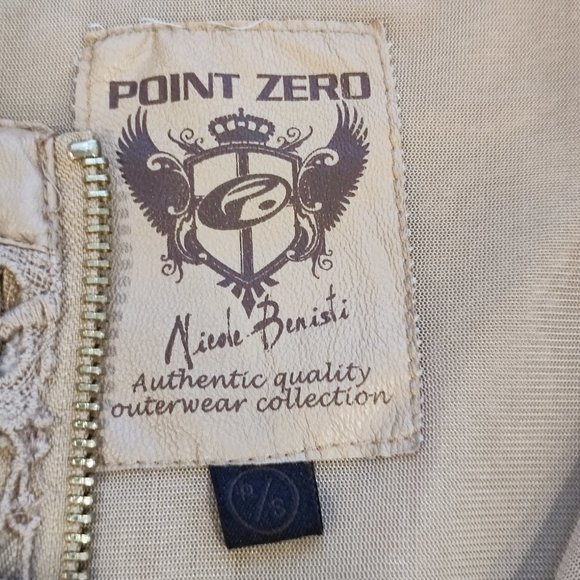 POINT ZERO
Nicole Benisti
Authentic quality
outerwear collection
P/S